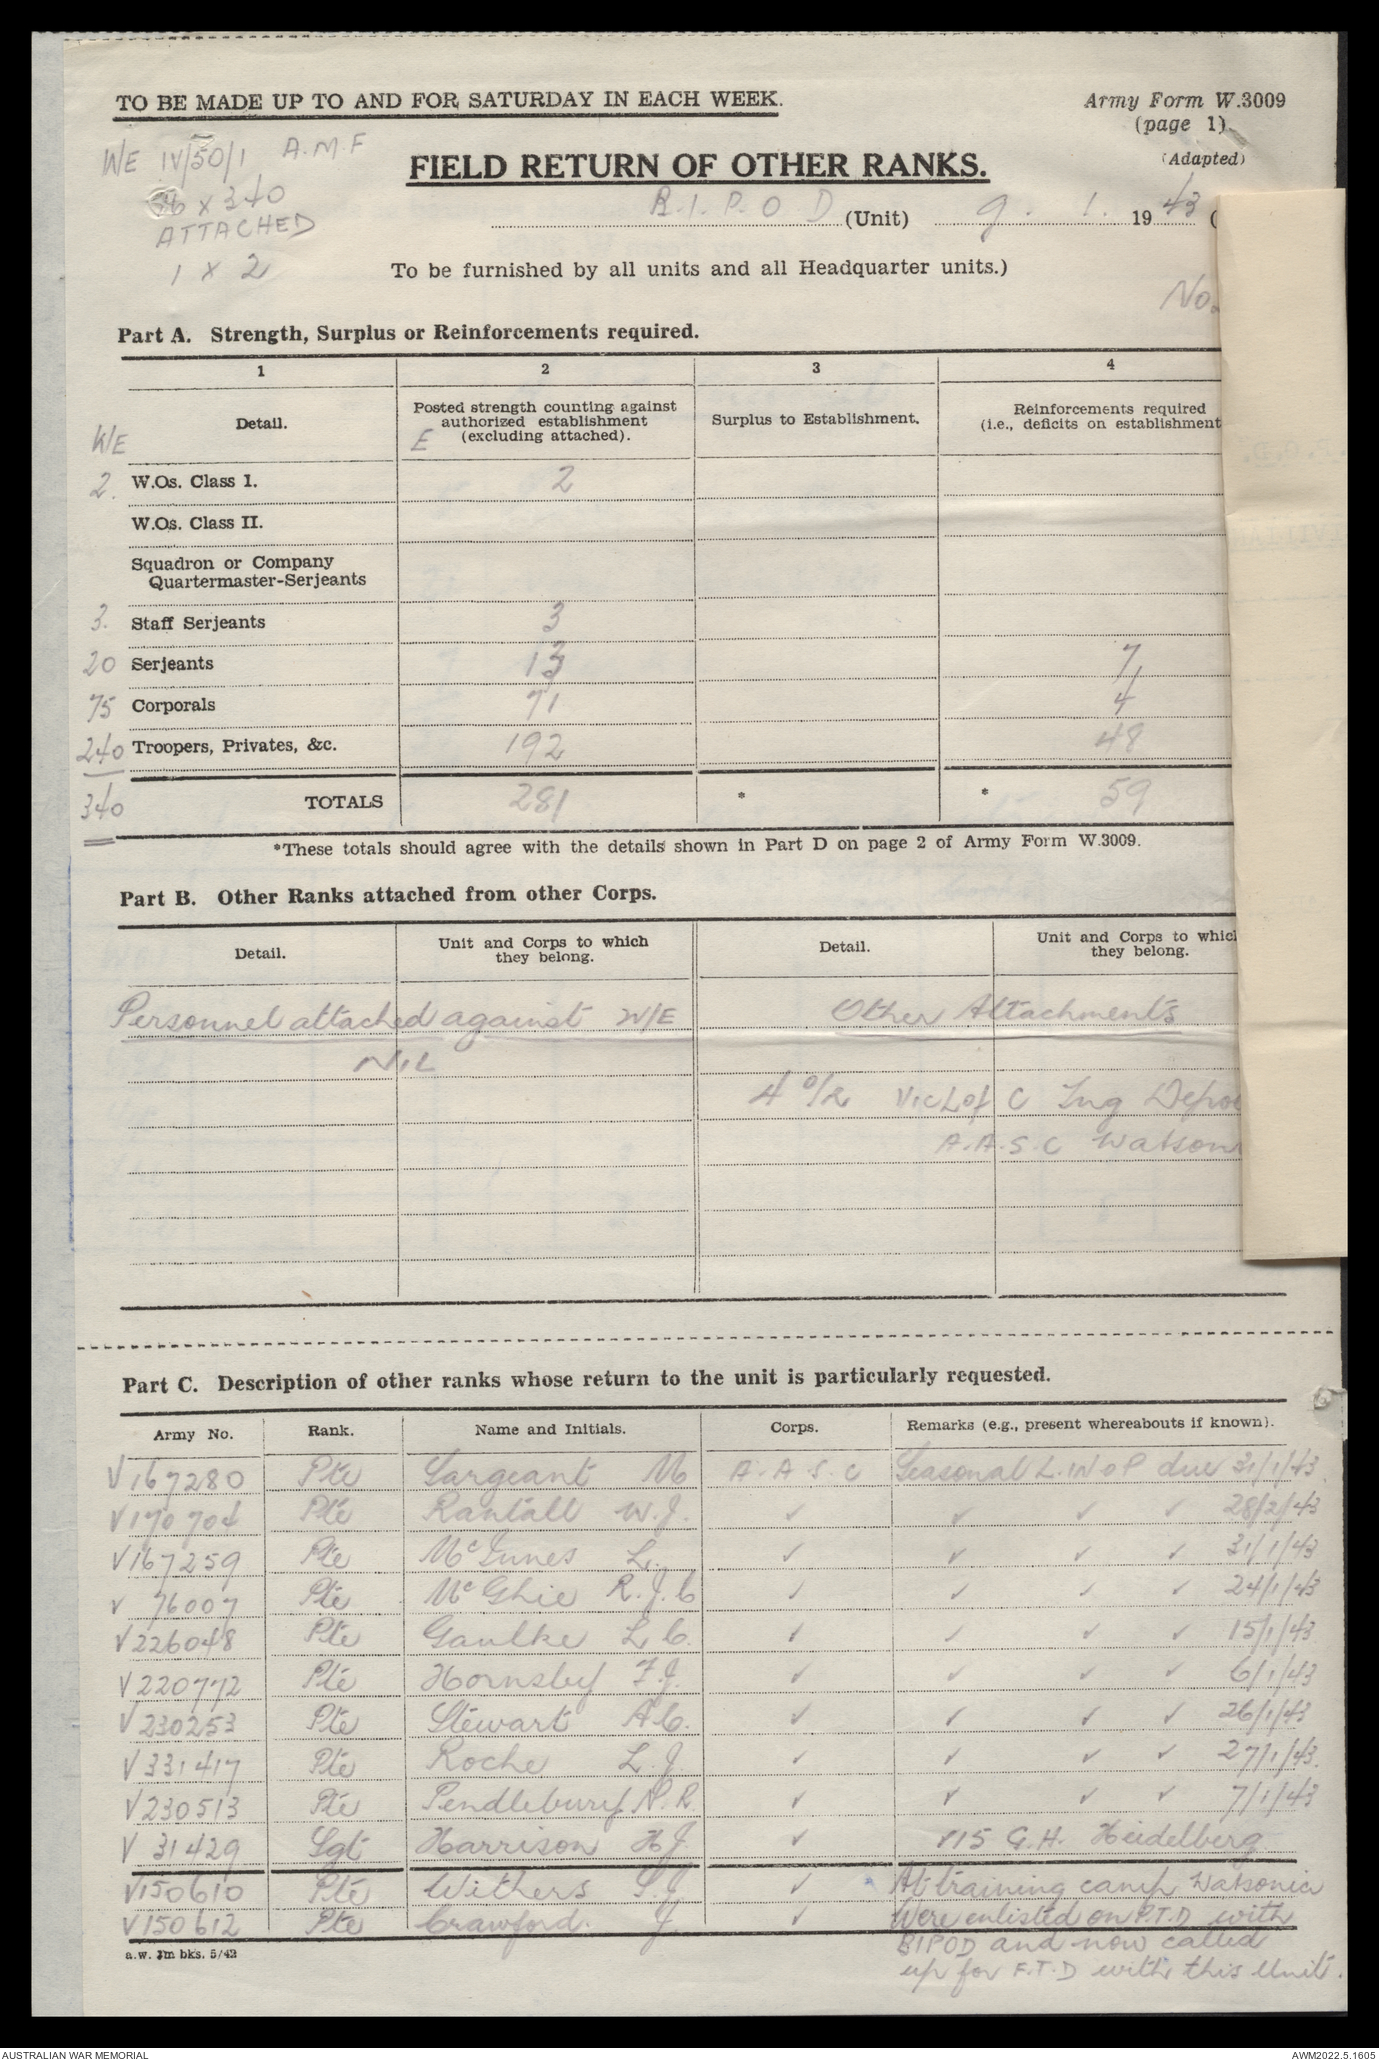 TO BE MADE UP TO AND FOR SATURDAY IN EACH WEEK.
Army Form W.3009
(page 1)
(Adapted)
W/E IV/50/1 A.M.F
x 340
ATTACHED
1 x 2
FIELD RETURN OF OTHER RANKS.
B.I.P.O.D (Unit) 9. 1. 1943 (
To be furnished by all units and all Headquarter units.)
No.
Part A. Strength, Surplus or Reinforcements required.
1 2 3 4
W/E Detail. Posted strength counting against authorized establishment (excluding attached). E Surplus to Establishment. Reinforcements required (i.e., deficits on establishment
2. W.Os. Class I. 2
W.Os. Class II.
Squadron or Company
Quartermaster-Serjeants
3. Staff Serjeants 3
20 Serjeants 13 7
75 Corporals 71 4
240 Troopers, Privates, &c. 192 48
340 TOTALS 281 * * 59
*These totals should agree with the details shown in Part D on page 2 of Army Form W.3009.
Part B. Other Ranks attached from other Corps.
Detail. Unit and Corps to which they belong. Detail. Unit and Corps to which they belong.
Personnel attached against W/E Other Attachments
NIL
4 O/R Vic L of C Tng Depot
A.A.S.C Watson
Part C. Description of other ranks whose return to the unit is particularly requested.
Army No. Rank. Name and Initials. Corps. Remarks (e.g., present whereabouts if known).
V167280 Pte Sargeant M A.A.S.C Seasonal L.W o P due 31/1/43
V170704 Pte Rantall W.J. ✓ ✓ ✓ ✓ 28/2/43
V167259 Pte McInnes L. ✓ ✓ ✓ ✓ 31/1/43
V 76007 Pte McGhie R.J.C ✓ ✓ ✓ ✓ 24/1/43
V226048 Pte Gaulke L.C. ✓ ✓ ✓ ✓ 15/1/43
V220772 Pte Hornsby F.J. ✓ ✓ ✓ ✓ 6/1/43
V230253 Pte Stewart A.C. ✓ ✓ ✓ ✓ 26/1/43
V331417 Pte Roche L.J. ✓ ✓ ✓ ✓ 27/1/43.
V230513 Pte Pendlebury N.R ✓ ✓ ✓ ✓ 7/1/43
V 31429 Sgt Harrison H.J. ✓ 115 G.H. Heidelberg
V150610 Pte Withers S.J ✓ At training camp Watsonia
V150612 Pte Crawford. J. ✓ Were enlisted on P.T.D with
BIPOD and now called
up for F.T.D with this Unit.
a.w. 7m bks. 5/42
AUSTRALIAN WAR MEMORIAL
AWM2022.5.1605